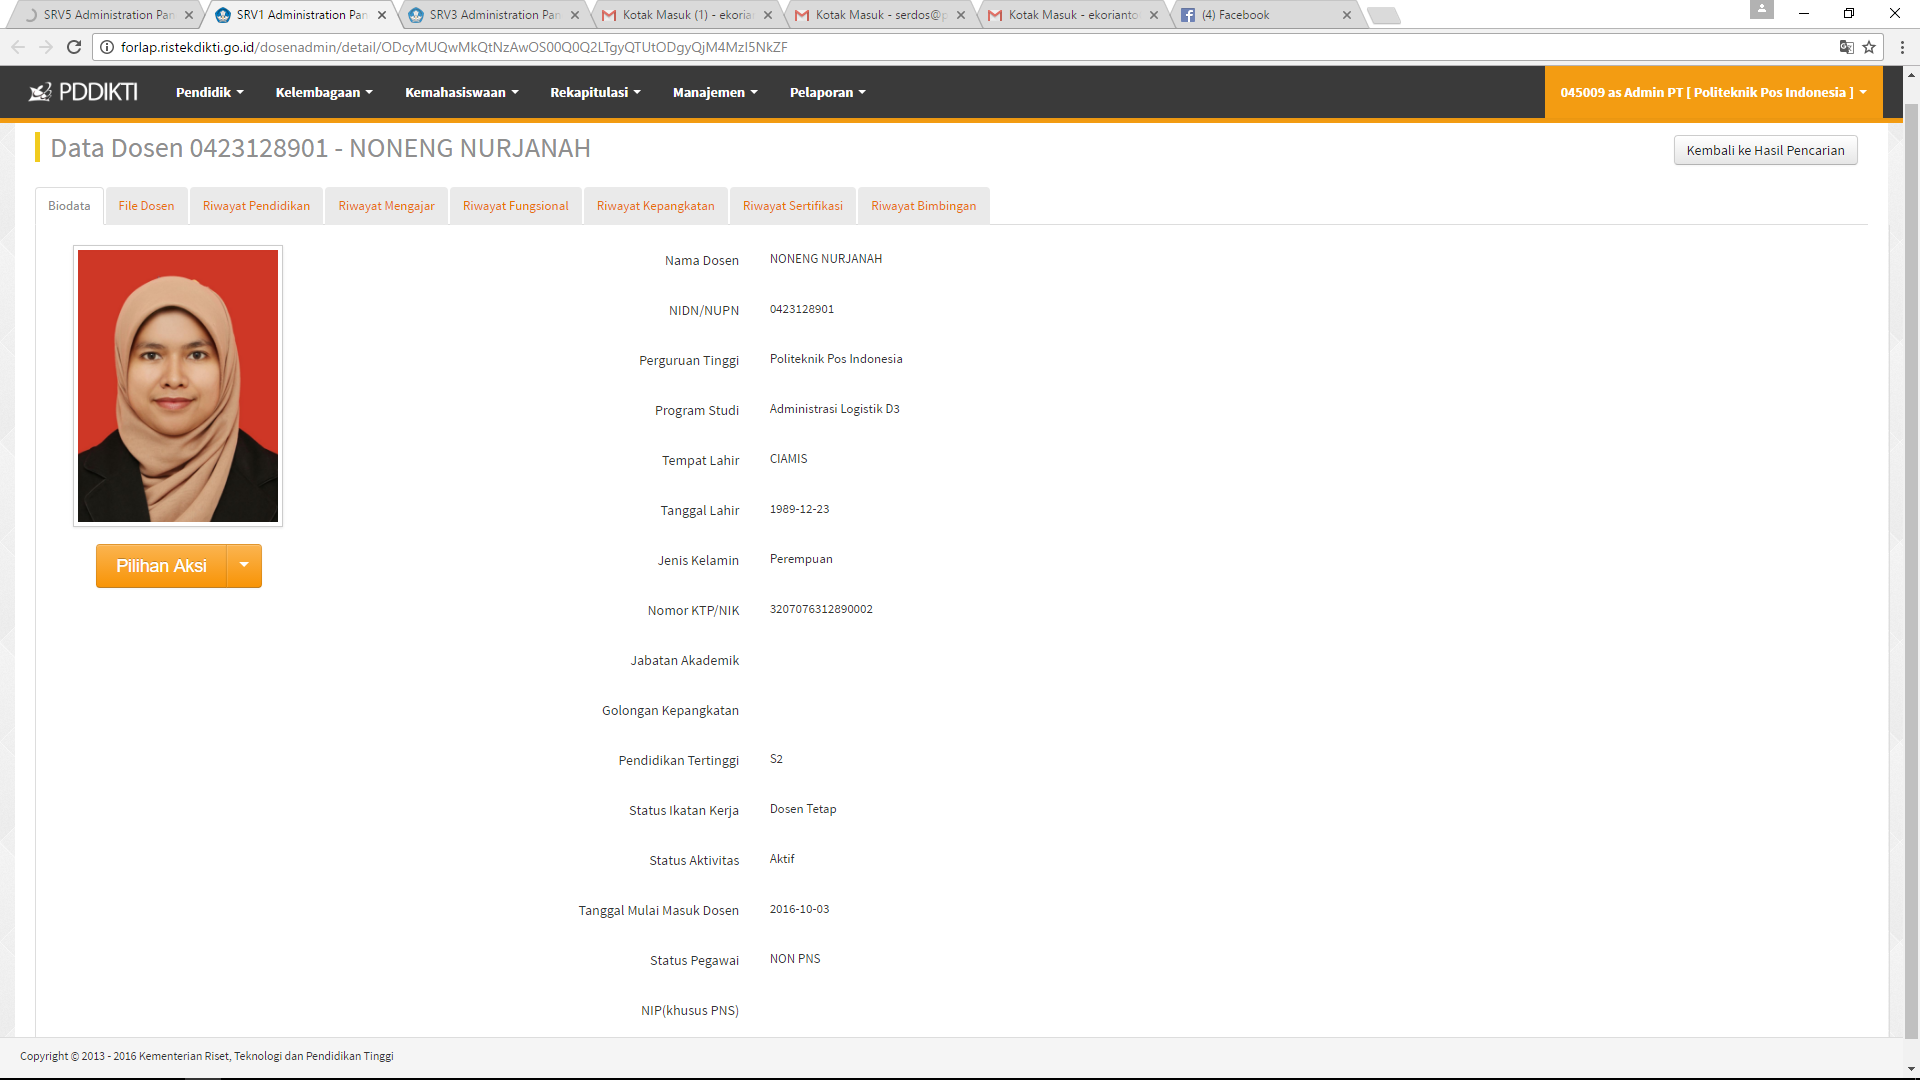 SRV5 Administration Pan
SRV1 Administration Pan
SRV3 Administration Pan
Kotak Masuk (1) - ekoria
Kotak Masuk - serdos@p
Kotak Masuk - ekorianto
(4) Facebook
forlap.ristekdikti.go.id/dosenadmin/detail/ODcyMUQwMkQtNzAwOS00Q0Q2LTgyQTUtODgyQjM4MzI5NkZF
PDDIKTI
Pendidik
Kelembagaan
Kemahasiswaan
Rekapitulasi
Manajemen
Pelaporan
045009 as Admin PT [ Politeknik Pos Indonesia ]
Data Dosen 0423128901 - NONENG NURJANAH
Kembali ke Hasil Pencarian
Biodata
File Dosen
Riwayat Pendidikan
Riwayat Mengajar
Riwayat Fungsional
Riwayat Kepangkatan
Riwayat Sertifikasi
Riwayat Bimbingan
Pilihan Aksi
Nama Dosen NONENG NURJANAH
NIDN/NUPN 0423128901
Perguruan Tinggi Politeknik Pos Indonesia
Program Studi Administrasi Logistik D3
Tempat Lahir CIAMIS
Tanggal Lahir 1989-12-23
Jenis Kelamin Perempuan
Nomor KTP/NIK 3207076312890002
Jabatan Akademik
Golongan Kepangkatan
Pendidikan Tertinggi S2
Status Ikatan Kerja Dosen Tetap
Status Aktivitas Aktif
Tanggal Mulai Masuk Dosen 2016-10-03
Status Pegawai NON PNS
NIP(khusus PNS)
Copyright © 2013 - 2016 Kementerian Riset, Teknologi dan Pendidikan Tinggi